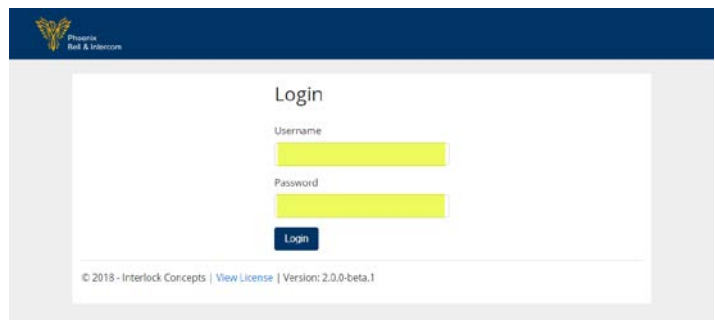 Phoenix
Bell & Intercom
Login
Username
Password
Login
© 2018 - Interlock Concepts | View License | Version: 2.0.0-beta.1